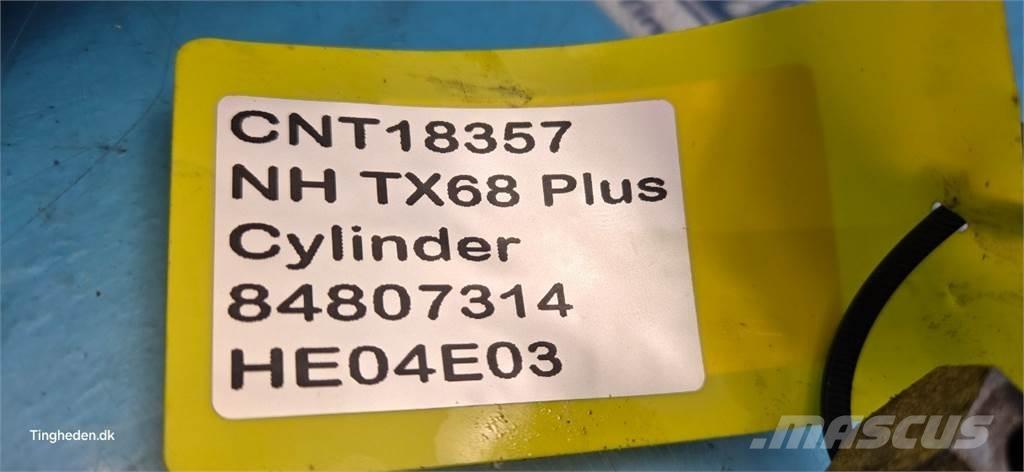 CNT18357
NH TX68 Plus
Cylinder
84807314
HE04E03
Tingheden.dk
MASCUS